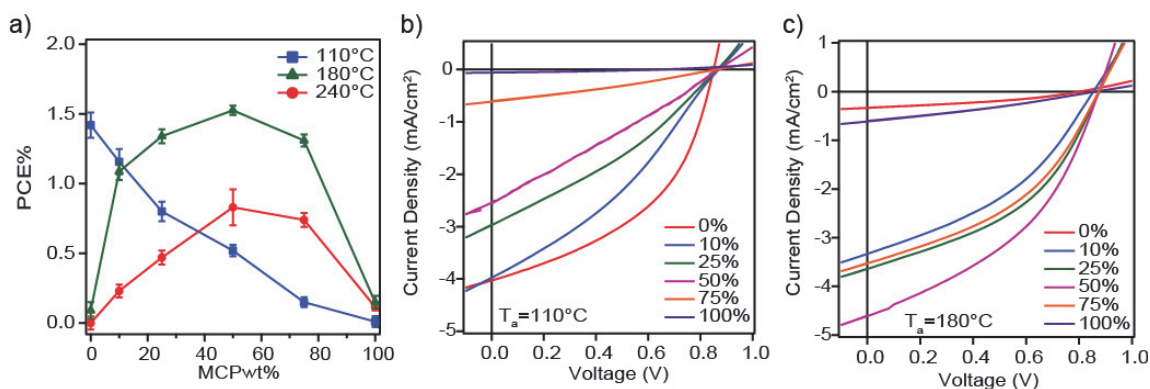 a)
2.0
1.5
1.0
0.5
0.0
PCE%
110°C
180°C
240°C
0 20 40 60 80 100
MCPwt%
b)
0
-1
-2
-3
-4
-5
Current Density (mA/cm²)
0%
10%
25%
50%
75%
100%
Tₐ=110°C
0.0 0.2 0.4 0.6 0.8 1.0
Voltage (V)
c)
1
0
-1
-2
-3
-4
-5
Current Density (mA/cm²)
0%
10%
25%
50%
75%
100%
Tₐ=180°C
0.0 0.2 0.4 0.6 0.8 1.0
Voltage (V)